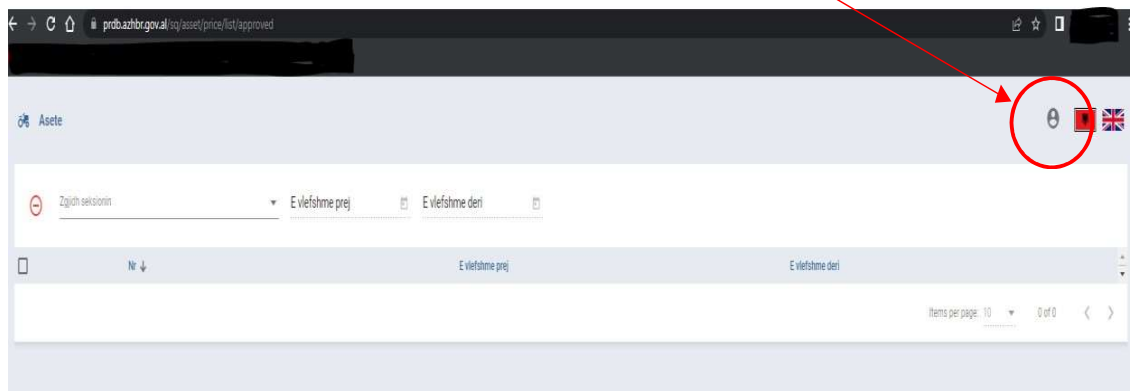 prdb.azhbr.gov.al/sq/asset/price/list/approved
Asete
Zgjidh seksionin E vlefshme prej E vlefshme deri
Nr ↓ E vlefshme prej E vlefshme deri
Items per page: 10 0 of 0